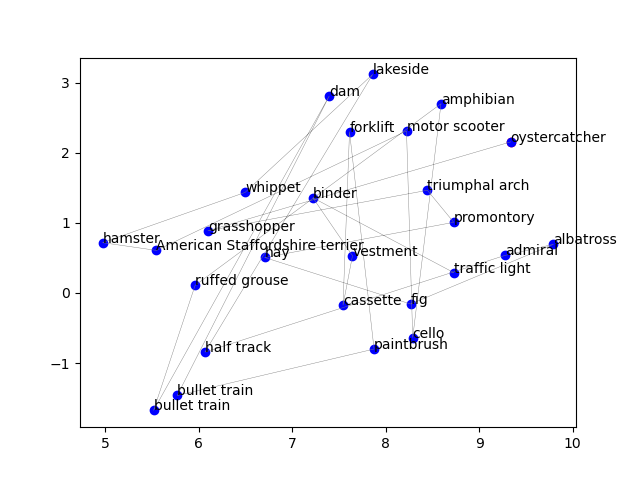 lakeside
dam
amphibian
forklift
motor scooter
oystercatcher
whippet
binder
triumphal arch
promontory
grasshopper
hamster
American Staffordshire terrier
albatross
hay
vestment
admiral
traffic light
ruffed grouse
cassette
fig
cello
half track
paintbrush
bullet train
bullet train
3
2
1
0
−1
5 6 7 8 9 10